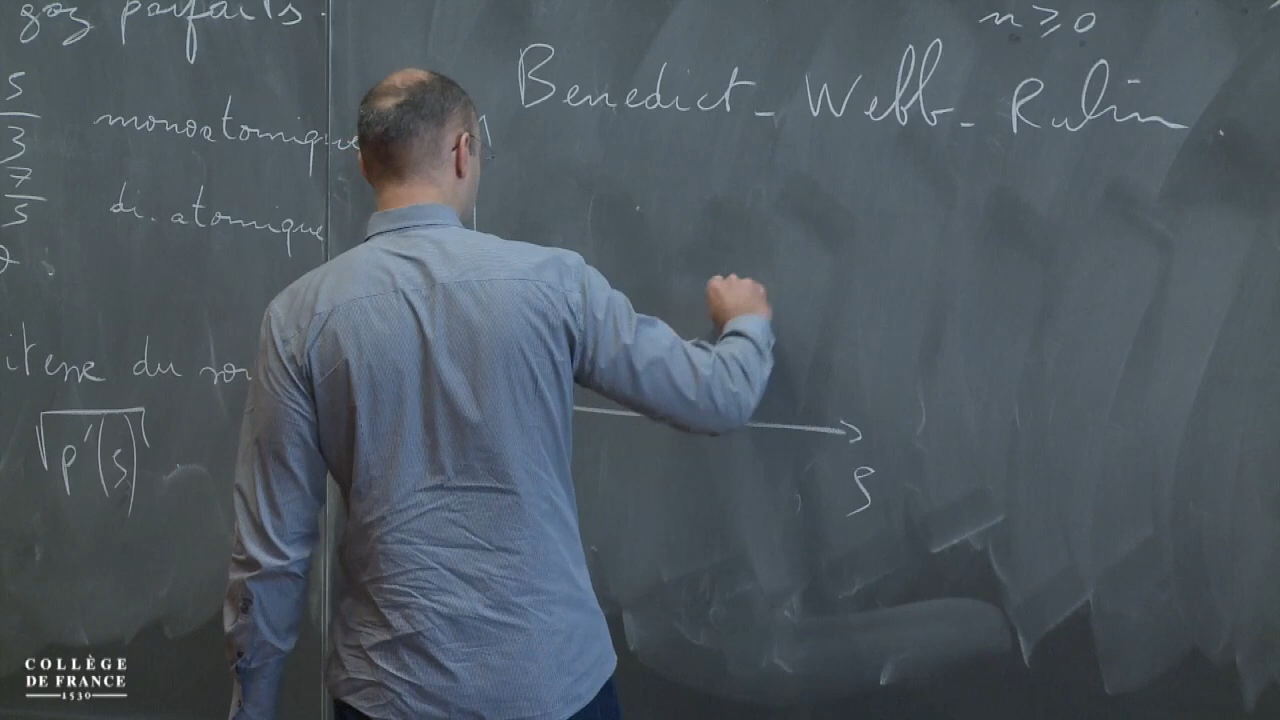 gaz parfaits.
5/3 monoatomique
7/5 di.atomique
du son
√p'(ρ)
n ⩾ 0
Benedict - Webb - Rubin.
ρ
COLLÈGE
DE FRANCE
1530